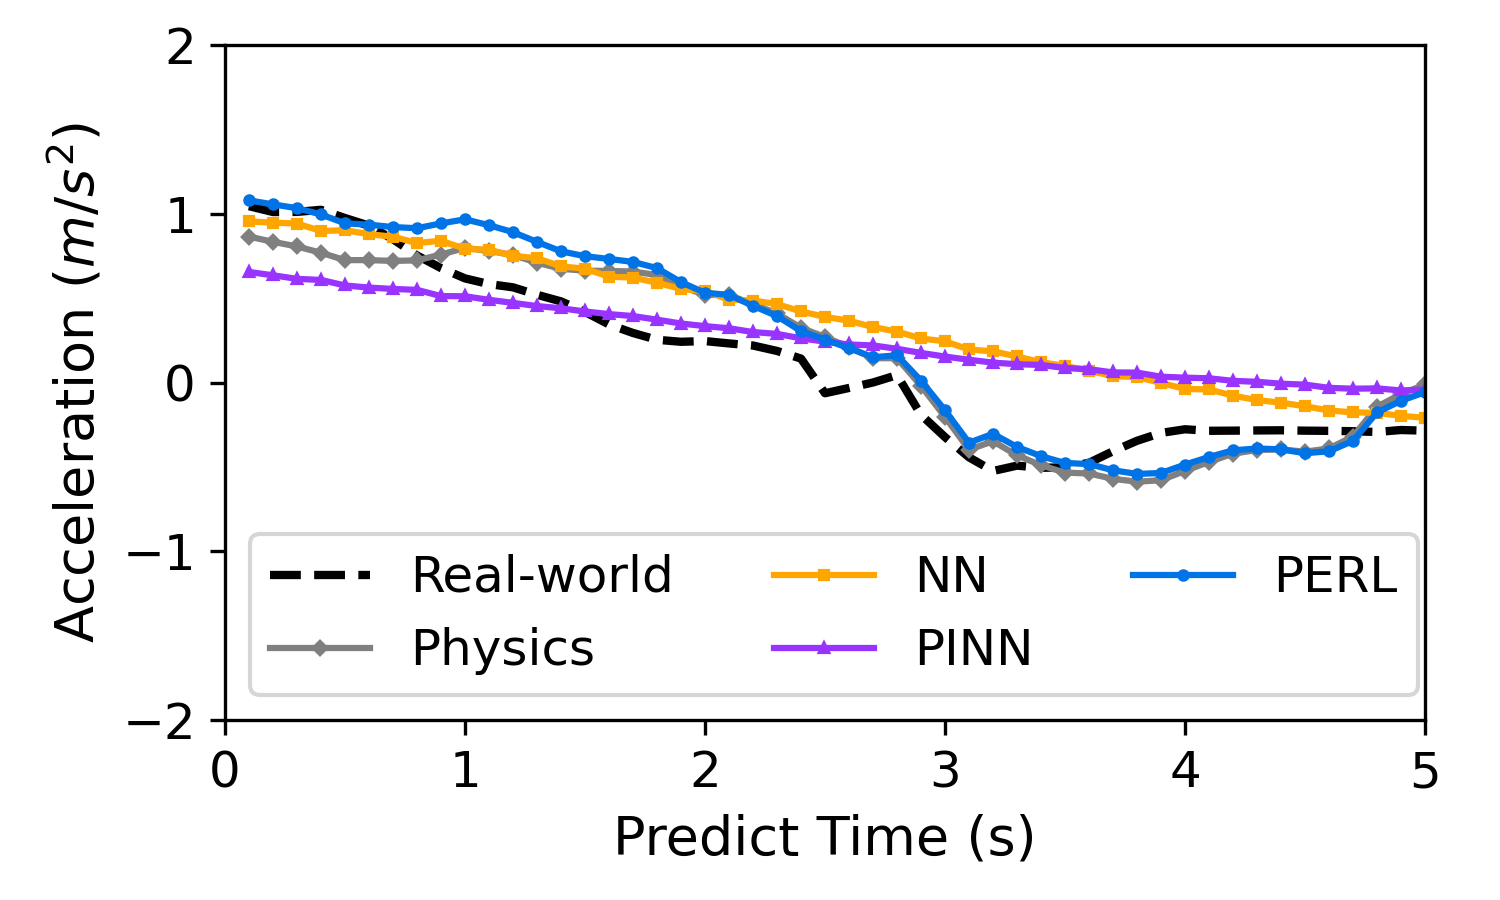 2
1
0
−1
−2
Acceleration (m/s²)
Real-world
NN
PERL
Physics
PINN
0 1 2 3 4 5
Predict Time (s)